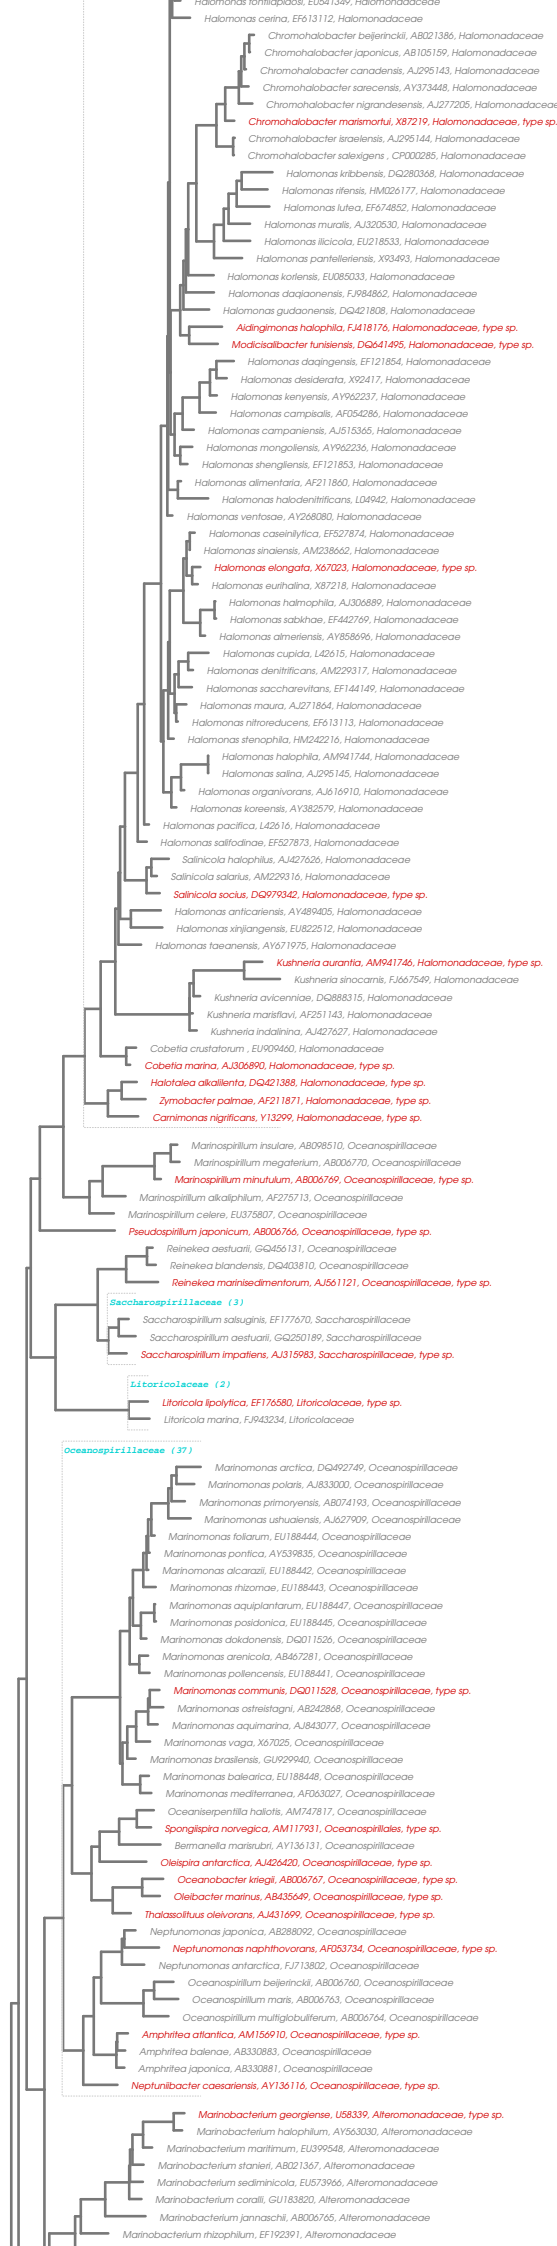 Halomonas fontilapidosi, EU541349, Halomonadaceae
Halomonas cerina, EF613112, Halomonadaceae
Chromohalobacter beijerinckii, AB021386, Halomonadaceae
Chromohalobacter japonicus, AB105159, Halomonadaceae
Chromohalobacter canadensis, AJ295143, Halomonadaceae
Chromohalobacter sarecensis, AY373448, Halomonadaceae
Chromohalobacter nigrandesensis, AJ277205, Halomonadaceae
Chromohalobacter marismortui, X87219, Halomonadaceae, type sp.
Chromohalobacter israelensis, AJ295144, Halomonadaceae
Chromohalobacter salexigens , CP000285, Halomonadaceae
Halomonas kribbensis, DQ280368, Halomonadaceae
Halomonas rifensis, HM026177, Halomonadaceae
Halomonas lutea, EF674852, Halomonadaceae
Halomonas muralis, AJ320530, Halomonadaceae
Halomonas ilicicola, EU218533, Halomonadaceae
Halomonas pantelleriensis, X93493, Halomonadaceae
Halomonas korlensis, EU085033, Halomonadaceae
Halomonas daqiaonensis, FJ984862, Halomonadaceae
Halomonas gudaonensis, DQ421808, Halomonadaceae
Aidingimonas halophila, FJ418176, Halomonadaceae, type sp.
Modicisalibacter tunisiensis, DQ641495, Halomonadaceae, type sp.
Halomonas daqingensis, EF121854, Halomonadaceae
Halomonas desiderata, X92417, Halomonadaceae
Halomonas kenyensis, AY962237, Halomonadaceae
Halomonas campisalis, AF054286, Halomonadaceae
Halomonas campaniensis, AJ515365, Halomonadaceae
Halomonas mongoliensis, AY962236, Halomonadaceae
Halomonas shengliensis, EF121853, Halomonadaceae
Halomonas alimentaria, AF211860, Halomonadaceae
Halomonas halodenitrificans, L04942, Halomonadaceae
Halomonas ventosae, AY268080, Halomonadaceae
Halomonas caseinilytica, EF527874, Halomonadaceae
Halomonas sinaiensis, AM238662, Halomonadaceae
Halomonas elongata, X67023, Halomonadaceae, type sp.
Halomonas eurihalina, X87218, Halomonadaceae
Halomonas halmophila, AJ306889, Halomonadaceae
Halomonas sabkhae, EF442769, Halomonadaceae
Halomonas almeriensis, AY858696, Halomonadaceae
Halomonas cupida, L42615, Halomonadaceae
Halomonas denitrificans, AM229317, Halomonadaceae
Halomonas saccharevitans, EF144149, Halomonadaceae
Halomonas maura, AJ271864, Halomonadaceae
Halomonas nitroreducens, EF613113, Halomonadaceae
Halomonas stenophila, HM242216, Halomonadaceae
Halomonas halophila, AM941744, Halomonadaceae
Halomonas salina, AJ295145, Halomonadaceae
Halomonas organivorans, AJ616910, Halomonadaceae
Halomonas koreensis, AY382579, Halomonadaceae
Halomonas pacifica, L42616, Halomonadaceae
Halomonas salifodinae, EF527873, Halomonadaceae
Salinicola halophilus, AJ427626, Halomonadaceae
Salinicola salarius, AM229316, Halomonadaceae
Salinicola socius, DQ979342, Halomonadaceae, type sp.
Halomonas anticariensis, AY489405, Halomonadaceae
Halomonas xinjiangensis, EU822512, Halomonadaceae
Halomonas taeanensis, AY671975, Halomonadaceae
Kushneria aurantia, AM941746, Halomonadaceae, type sp.
Kushneria sinocarnis, FJ667549, Halomonadaceae
Kushneria avicenniae, DQ888315, Halomonadaceae
Kushneria marisflavi, AF251143, Halomonadaceae
Kushneria indalinina, AJ427627, Halomonadaceae
Cobetia crustatorum , EU909460, Halomonadaceae
Cobetia marina, AJ306890, Halomonadaceae, type sp.
Halotalea alkalilenta, DQ421388, Halomonadaceae, type sp.
Zymobacter palmae, AF211871, Halomonadaceae, type sp.
Carnimonas nigrificans, Y13299, Halomonadaceae, type sp.
Marinospirillum insulare, AB098510, Oceanospirillaceae
Marinospirillum megaterium, AB006770, Oceanospirillaceae
Marinospirillum minutulum, AB006769, Oceanospirillaceae, type sp.
Marinospirillum alkaliphilum, AF275713, Oceanospirillaceae
Marinospirillum celere, EU375807, Oceanospirillaceae
Pseudospirillum japonicum, AB006766, Oceanospirillaceae, type sp.
Reinekea aestuarii, GQ456131, Oceanospirillaceae
Reinekea blandensis, DQ403810, Oceanospirillaceae
Reinekea marinisedimentorum, AJ561121, Oceanospirillaceae, type sp.
Saccharospirillaceae (3)
Saccharospirillum salsuginis, EF177670, Saccharospirillaceae
Saccharospirillum aestuarii, GQ250189, Saccharospirillaceae
Saccharospirillum impatiens, AJ315983, Saccharospirillaceae, type sp.
Litoricolaceae (2)
Litoricola lipolytica, EF176580, Litoricolaceae, type sp.
Litoricola marina, FJ943234, Litoricolaceae
Oceanospirillaceae (37)
Marinomonas arctica, DQ492749, Oceanospirillaceae
Marinomonas polaris, AJ833000, Oceanospirillaceae
Marinomonas primoryensis, AB074193, Oceanospirillaceae
Marinomonas ushuaiensis, AJ627909, Oceanospirillaceae
Marinomonas foliarum, EU188444, Oceanospirillaceae
Marinomonas pontica, AY539835, Oceanospirillaceae
Marinomonas alcarazii, EU188442, Oceanospirillaceae
Marinomonas rhizomae, EU188443, Oceanospirillaceae
Marinomonas aquiplantarum, EU188447, Oceanospirillaceae
Marinomonas posidonica, EU188445, Oceanospirillaceae
Marinomonas dokdonensis, DQ011526, Oceanospirillaceae
Marinomonas arenicola, AB467281, Oceanospirillaceae
Marinomonas pollencensis, EU188441, Oceanospirillaceae
Marinomonas communis, DQ011528, Oceanospirillaceae, type sp.
Marinomonas ostreistagni, AB242868, Oceanospirillaceae
Marinomonas aquimarina, AJ843077, Oceanospirillaceae
Marinomonas vaga, X67025, Oceanospirillaceae
Marinomonas brasilensis, GU929940, Oceanospirillaceae
Marinomonas balearica, EU188448, Oceanospirillaceae
Marinomonas mediterranea, AF063027, Oceanospirillaceae
Oceaniserpentilla haliotis, AM747817, Oceanospirillaceae
Spongiispira norvegica, AM117931, Oceanospirillales, type sp.
Bermanella marisrubri, AY136131, Oceanospirillaceae
Oleispira antarctica, AJ426420, Oceanospirillaceae, type sp.
Oceanobacter kriegii, AB006767, Oceanospirillaceae, type sp.
Oleibacter marinus, AB435649, Oceanospirillaceae, type sp.
Thalassolituus oleivorans, AJ431699, Oceanospirillaceae, type sp.
Neptunomonas japonica, AB288092, Oceanospirillaceae
Neptunomonas naphthovorans, AF053734, Oceanospirillaceae, type sp.
Neptunomonas antarctica, FJ713802, Oceanospirillaceae
Oceanospirillum beijerinckii, AB006760, Oceanospirillaceae
Oceanospirillum maris, AB006763, Oceanospirillaceae
Oceanospirillum multiglobuliferum, AB006764, Oceanospirillaceae
Amphritea atlantica, AM156910, Oceanospirillaceae, type sp.
Amphritea balenae, AB330883, Oceanospirillaceae
Amphritea japonica, AB330881, Oceanospirillaceae
Neptuniibacter caesariensis, AY136116, Oceanospirillaceae, type sp.
Marinobacterium georgiense, U58339, Alteromonadaceae, type sp.
Marinobacterium halophilum, AY563030, Alteromonadaceae
Marinobacterium maritimum, EU399548, Alteromonadaceae
Marinobacterium stanieri, AB021367, Alteromonadaceae
Marinobacterium sediminicola, EU573966, Alteromonadaceae
Marinobacterium coralli, GU183820, Alteromonadaceae
Marinobacterium jannaschii, AB006765, Alteromonadaceae
Marinobacterium rhizophilum, EF192391, Alteromonadaceae